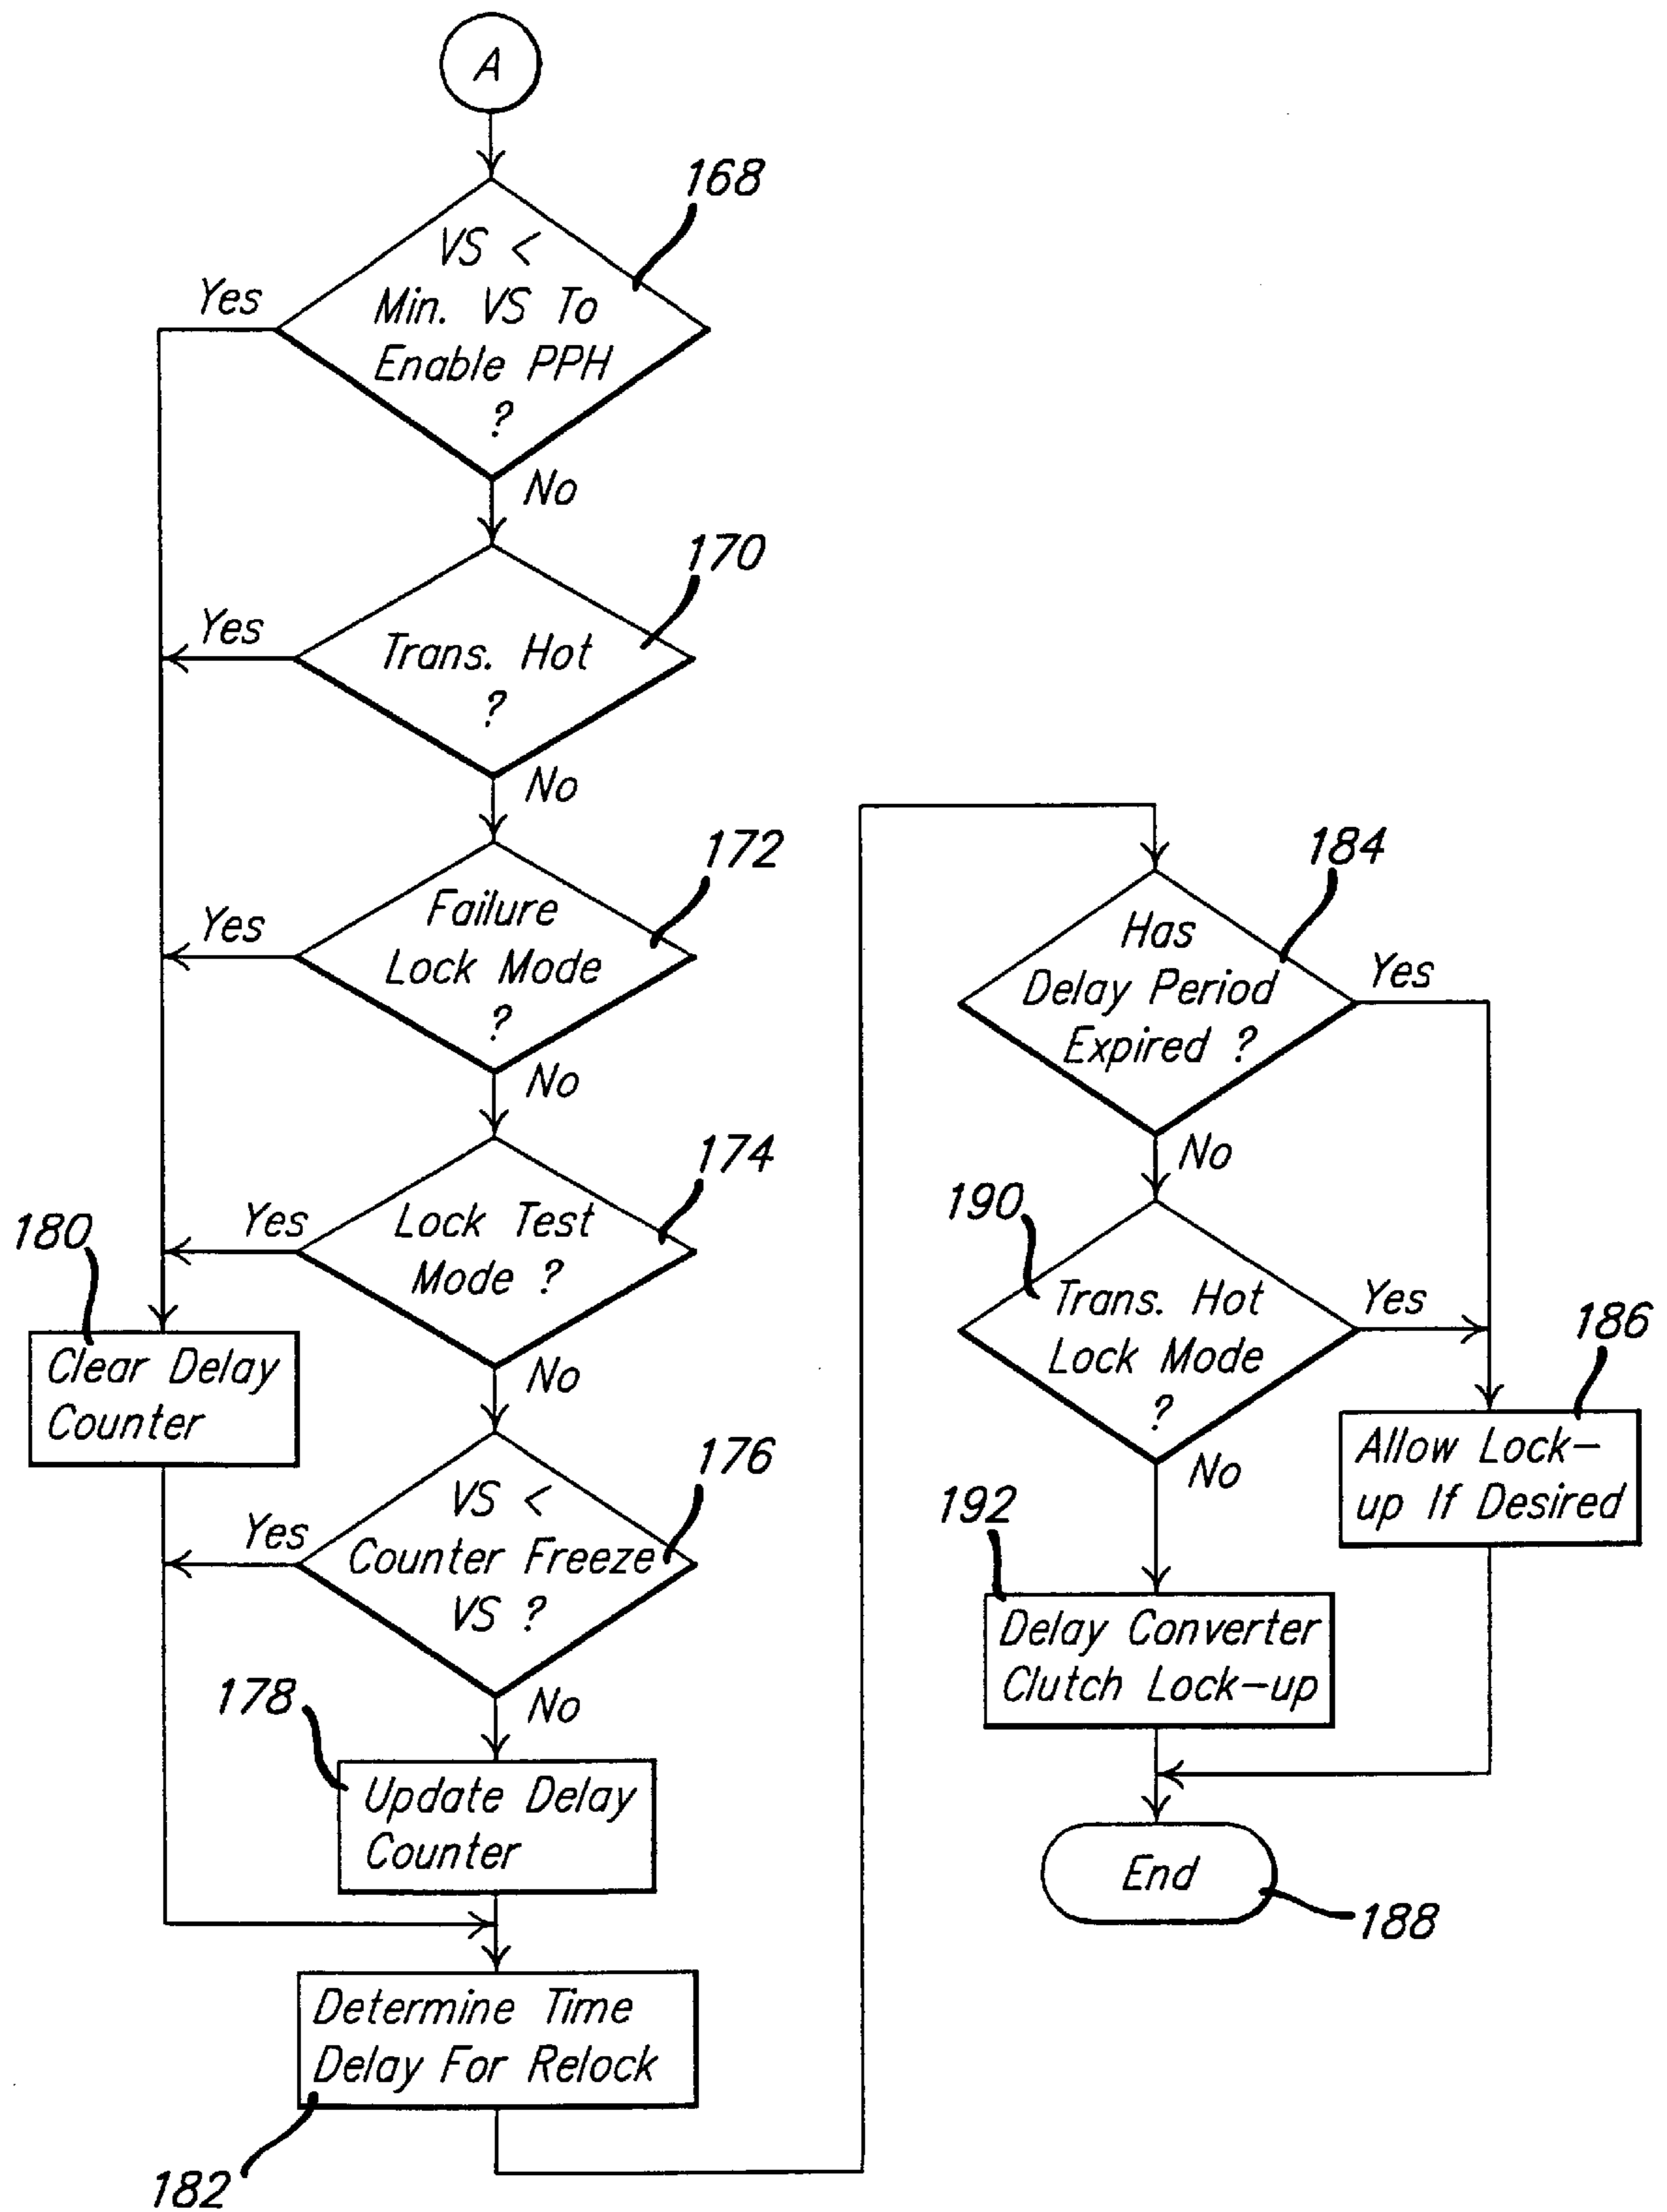 A
168
VS <
Min. VS To
Enable PPH
?
Yes
No
170
Trans. Hot
?
Yes
No
172
Failure
Lock Mode
?
Yes
No
174
Lock Test
Mode ?
Yes
No
180
Clear Delay
Counter
176
VS <
Counter Freeze
VS ?
Yes
No
178
Update Delay
Counter
Determine Time
Delay For Relock
182
184
Has
Delay Period
Expired ?
Yes
No
190
Trans. Hot
Lock Mode
?
Yes
No
186
Allow Lock-
up If Desired
192
Delay Converter
Clutch Lock-up
End
188